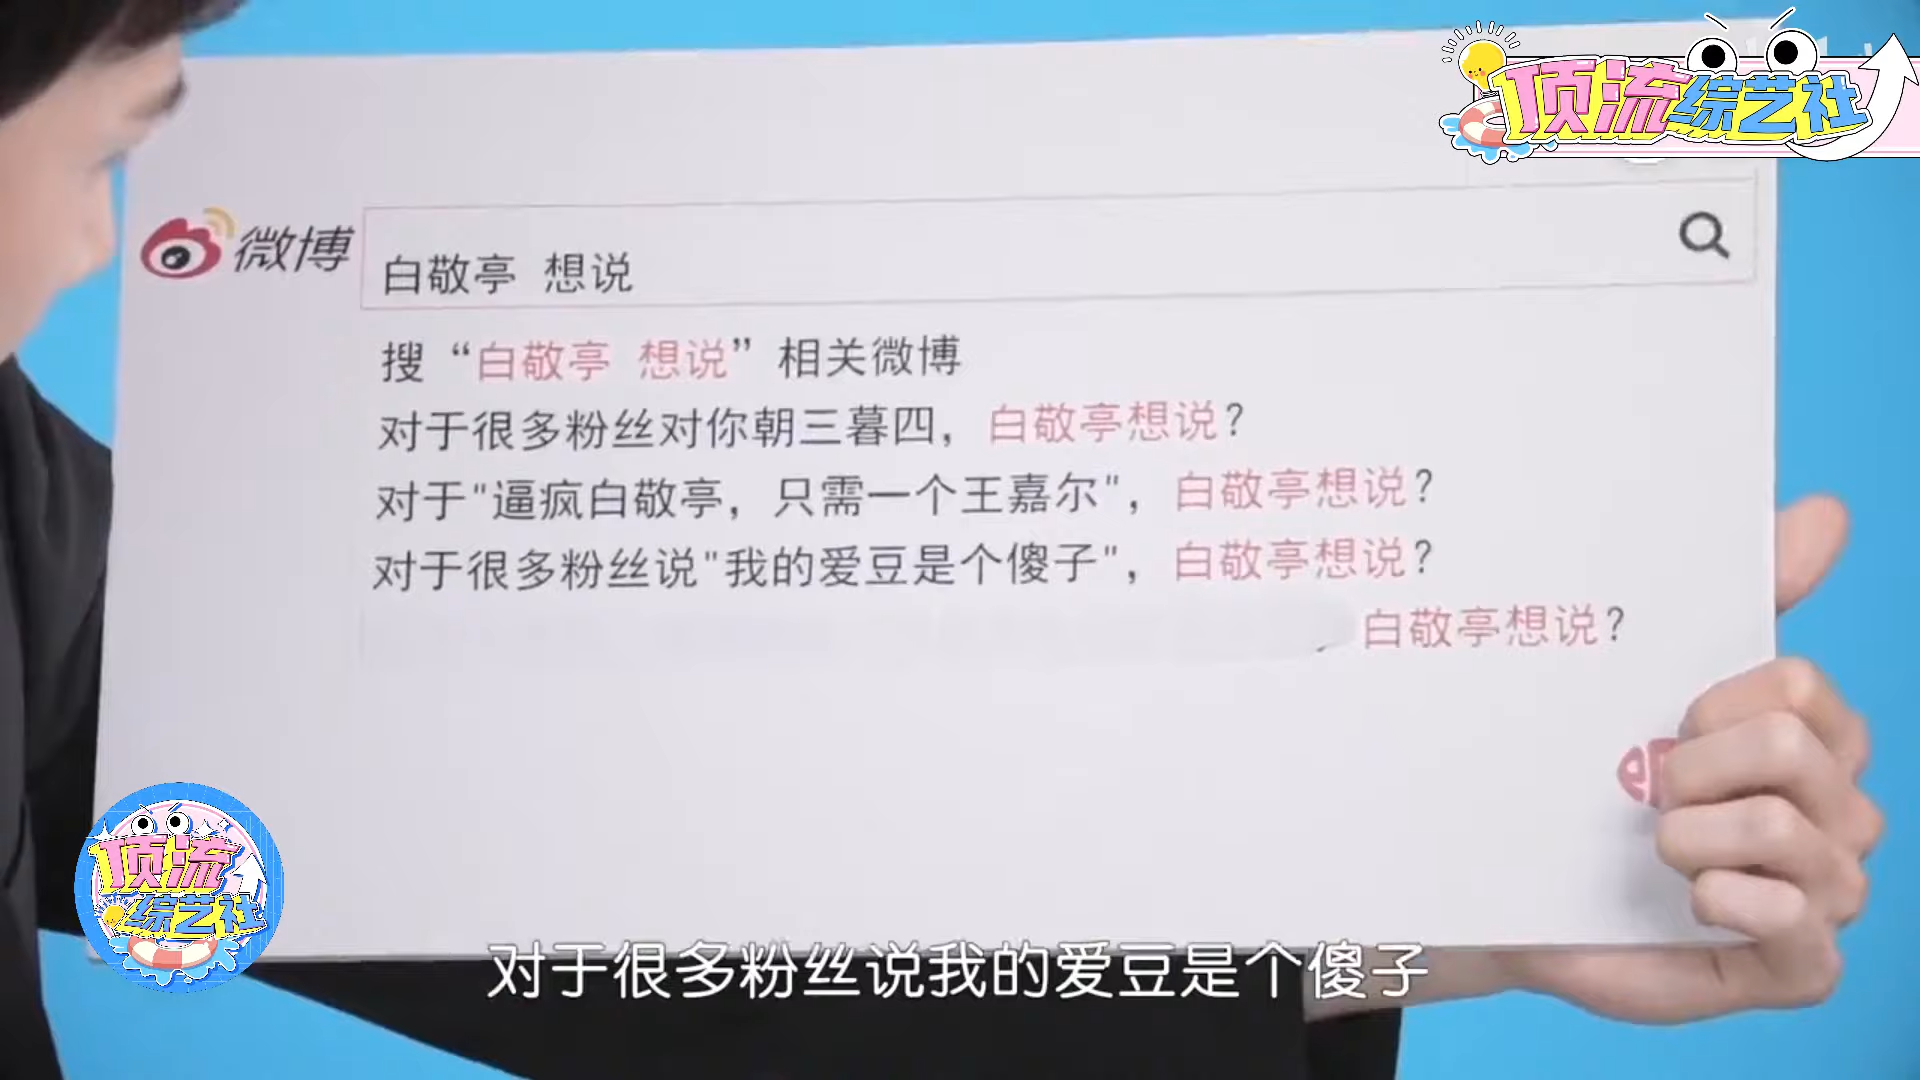 顶流综艺社
微博
白敬亭 想说
搜“白敬亭 想说”相关微博
对于很多粉丝对你朝三暮四，白敬亭想说？
对于"逼疯白敬亭，只需一个王嘉尔"，白敬亭想说？
对于很多粉丝说"我的爱豆是个傻子"，白敬亭想说？
白敬亭想说？
顶流
综艺社
对于很多粉丝说我的爱豆是个傻子